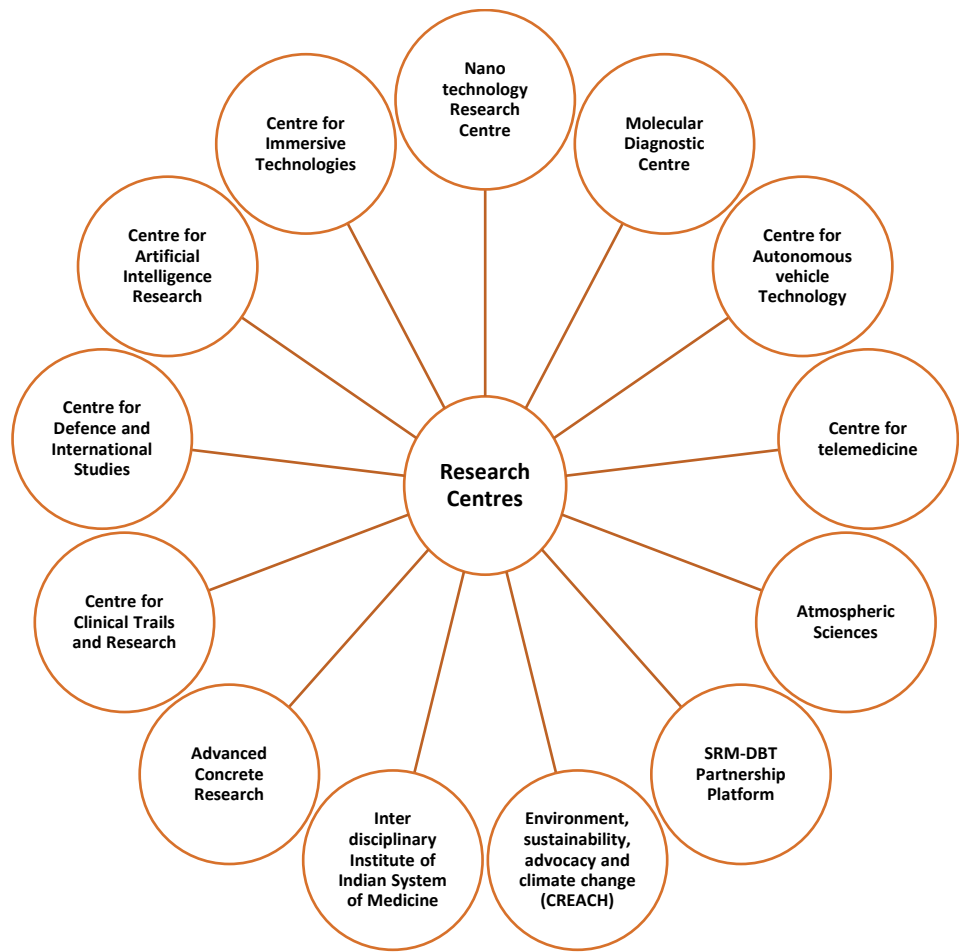 Nano
technology
Research
Centre
Molecular
Diagnostic
Centre
Centre for
Autonomous
vehicle
Technology
Centre for
telemedicine
Atmospheric
Sciences
SRM-DBT
Partnership
Platform
Environment,
sustainability,
advocacy and
climate change
(CREACH)
Inter
disciplinary
Institute of
Indian System
of Medicine
Advanced
Concrete
Research
Centre for
Clinical Trails
and Research
Centre for
Defence and
International
Studies
Centre for
Artificial
Intelligence
Research
Centre for
Immersive
Technologies
Research
Centres